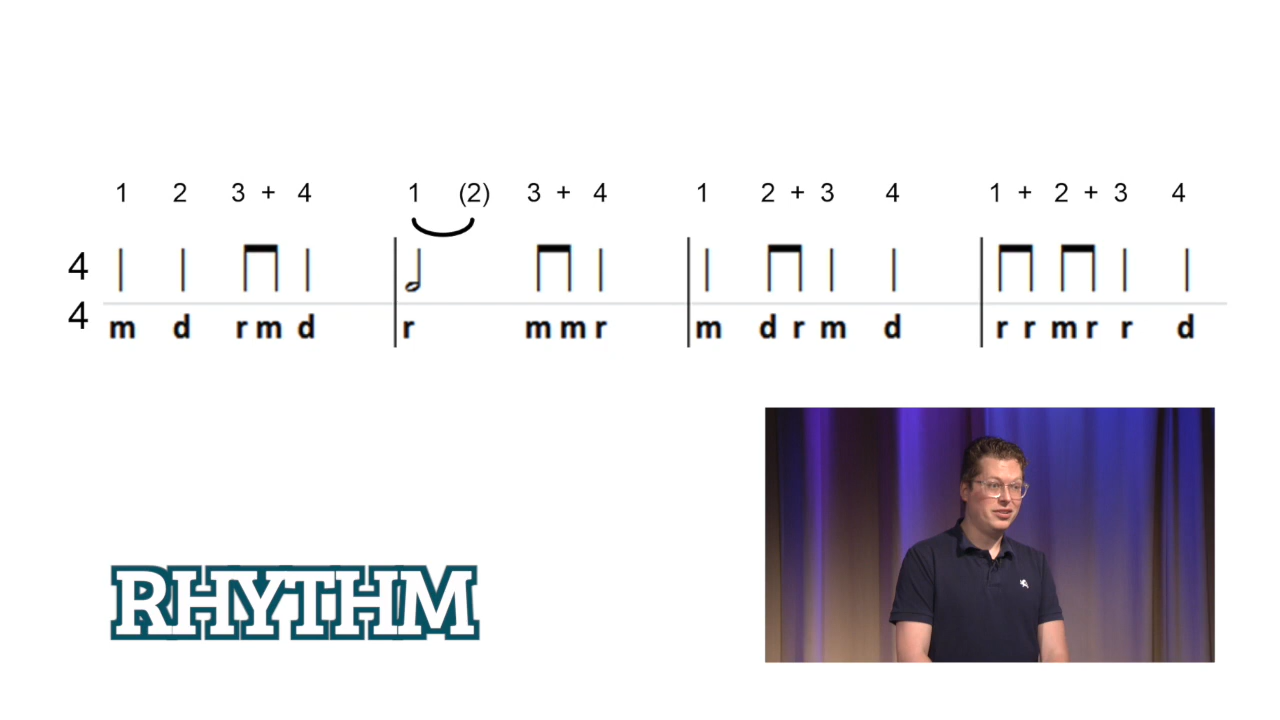 1 2 3 + 4 1 (2) 3 + 4 1 2 + 3 4 1 + 2 + 3 4
4
4 m d r m d r m m r m d r m d r r m r r d
RHYTHM